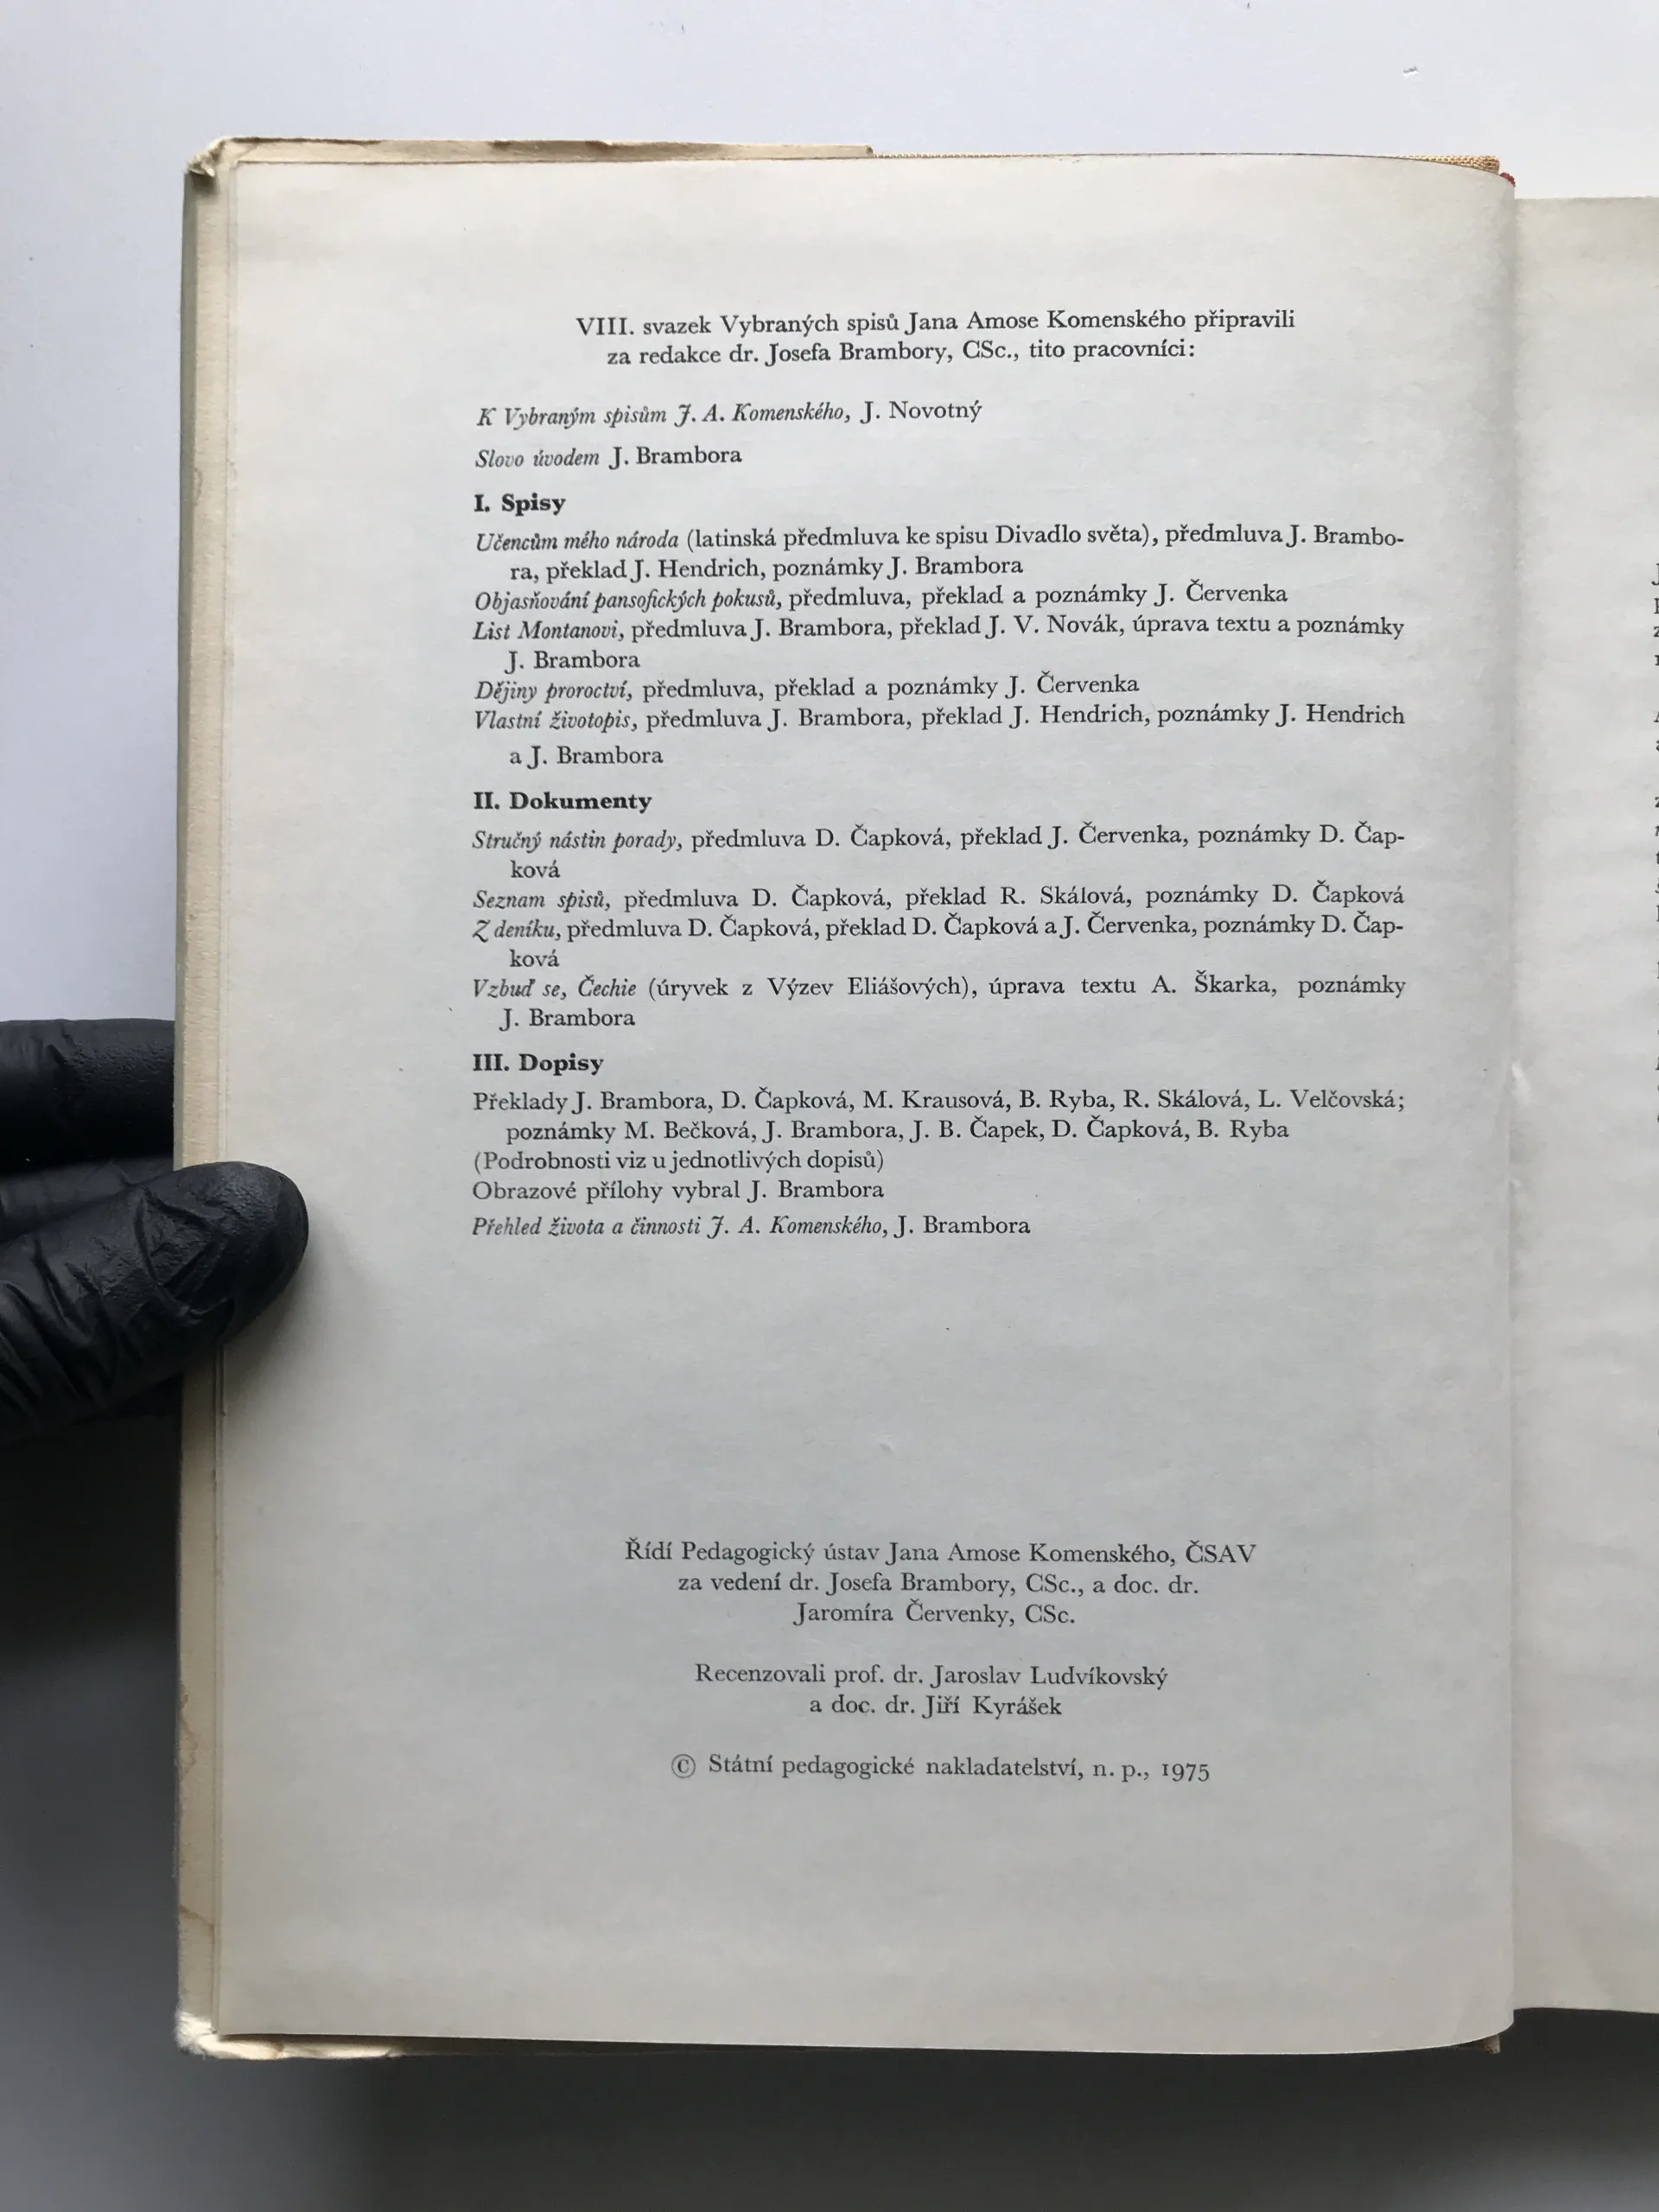 VIII. svazek Vybraných spisů Jana Amose Komenského připravili
za redakce dr. Josefa Brambory, CSc., tito pracovníci:
K Vybraným spisům J. A. Komenského, J. Novotný
Slovo úvodem J. Brambora
I. Spisy
Učencům mého národa (latinská předmluva ke spisu Divadlo světa), předmluva J. Brambo-
ra, překlad J. Hendrich, poznámky J. Brambora
Objasňování pansofických pokusů, předmluva, překlad a poznámky J. Červenka
List Montanovi, předmluva J. Brambora, překlad J. V. Novák, úprava textu a poznámky
J. Brambora
Dějiny proroctví, předmluva, překlad a poznámky J. Červenka
Vlastní životopis, předmluva J. Brambora, překlad J. Hendrich, poznámky J. Hendrich
a J. Brambora
II. Dokumenty
Stručný nástin porady, předmluva D. Čapková, překlad J. Červenka, poznámky D. Čap-
ková
Seznam spisů, předmluva D. Čapková, překlad R. Skálová, poznámky D. Čapková
Z deníku, předmluva D. Čapková, překlad D. Čapková a J. Červenka, poznámky D. Čap-
ková
Vzbuď se, Čechie (úryvek z Výzev Eliášových), úprava textu A. Škarka, poznámky
J. Brambora
III. Dopisy
Překlady J. Brambora, D. Čapková, M. Krausová, B. Ryba, R. Skálová, L. Velčovská;
poznámky M. Bečková, J. Brambora, J. B. Čapek, D. Čapková, B. Ryba
(Podrobnosti viz u jednotlivých dopisů)
Obrazové přílohy vybral J. Brambora
Přehled života a činnosti J. A. Komenského, J. Brambora
Řídí Pedagogický ústav Jana Amose Komenského, ČSAV
za vedení dr. Josefa Brambory, CSc., a doc. dr.
Jaromíra Červenky, CSc.
Recenzovali prof. dr. Jaroslav Ludvíkovský
a doc. dr. Jiří Kyrášek
© Státní pedagogické nakladatelství, n. p., 1975